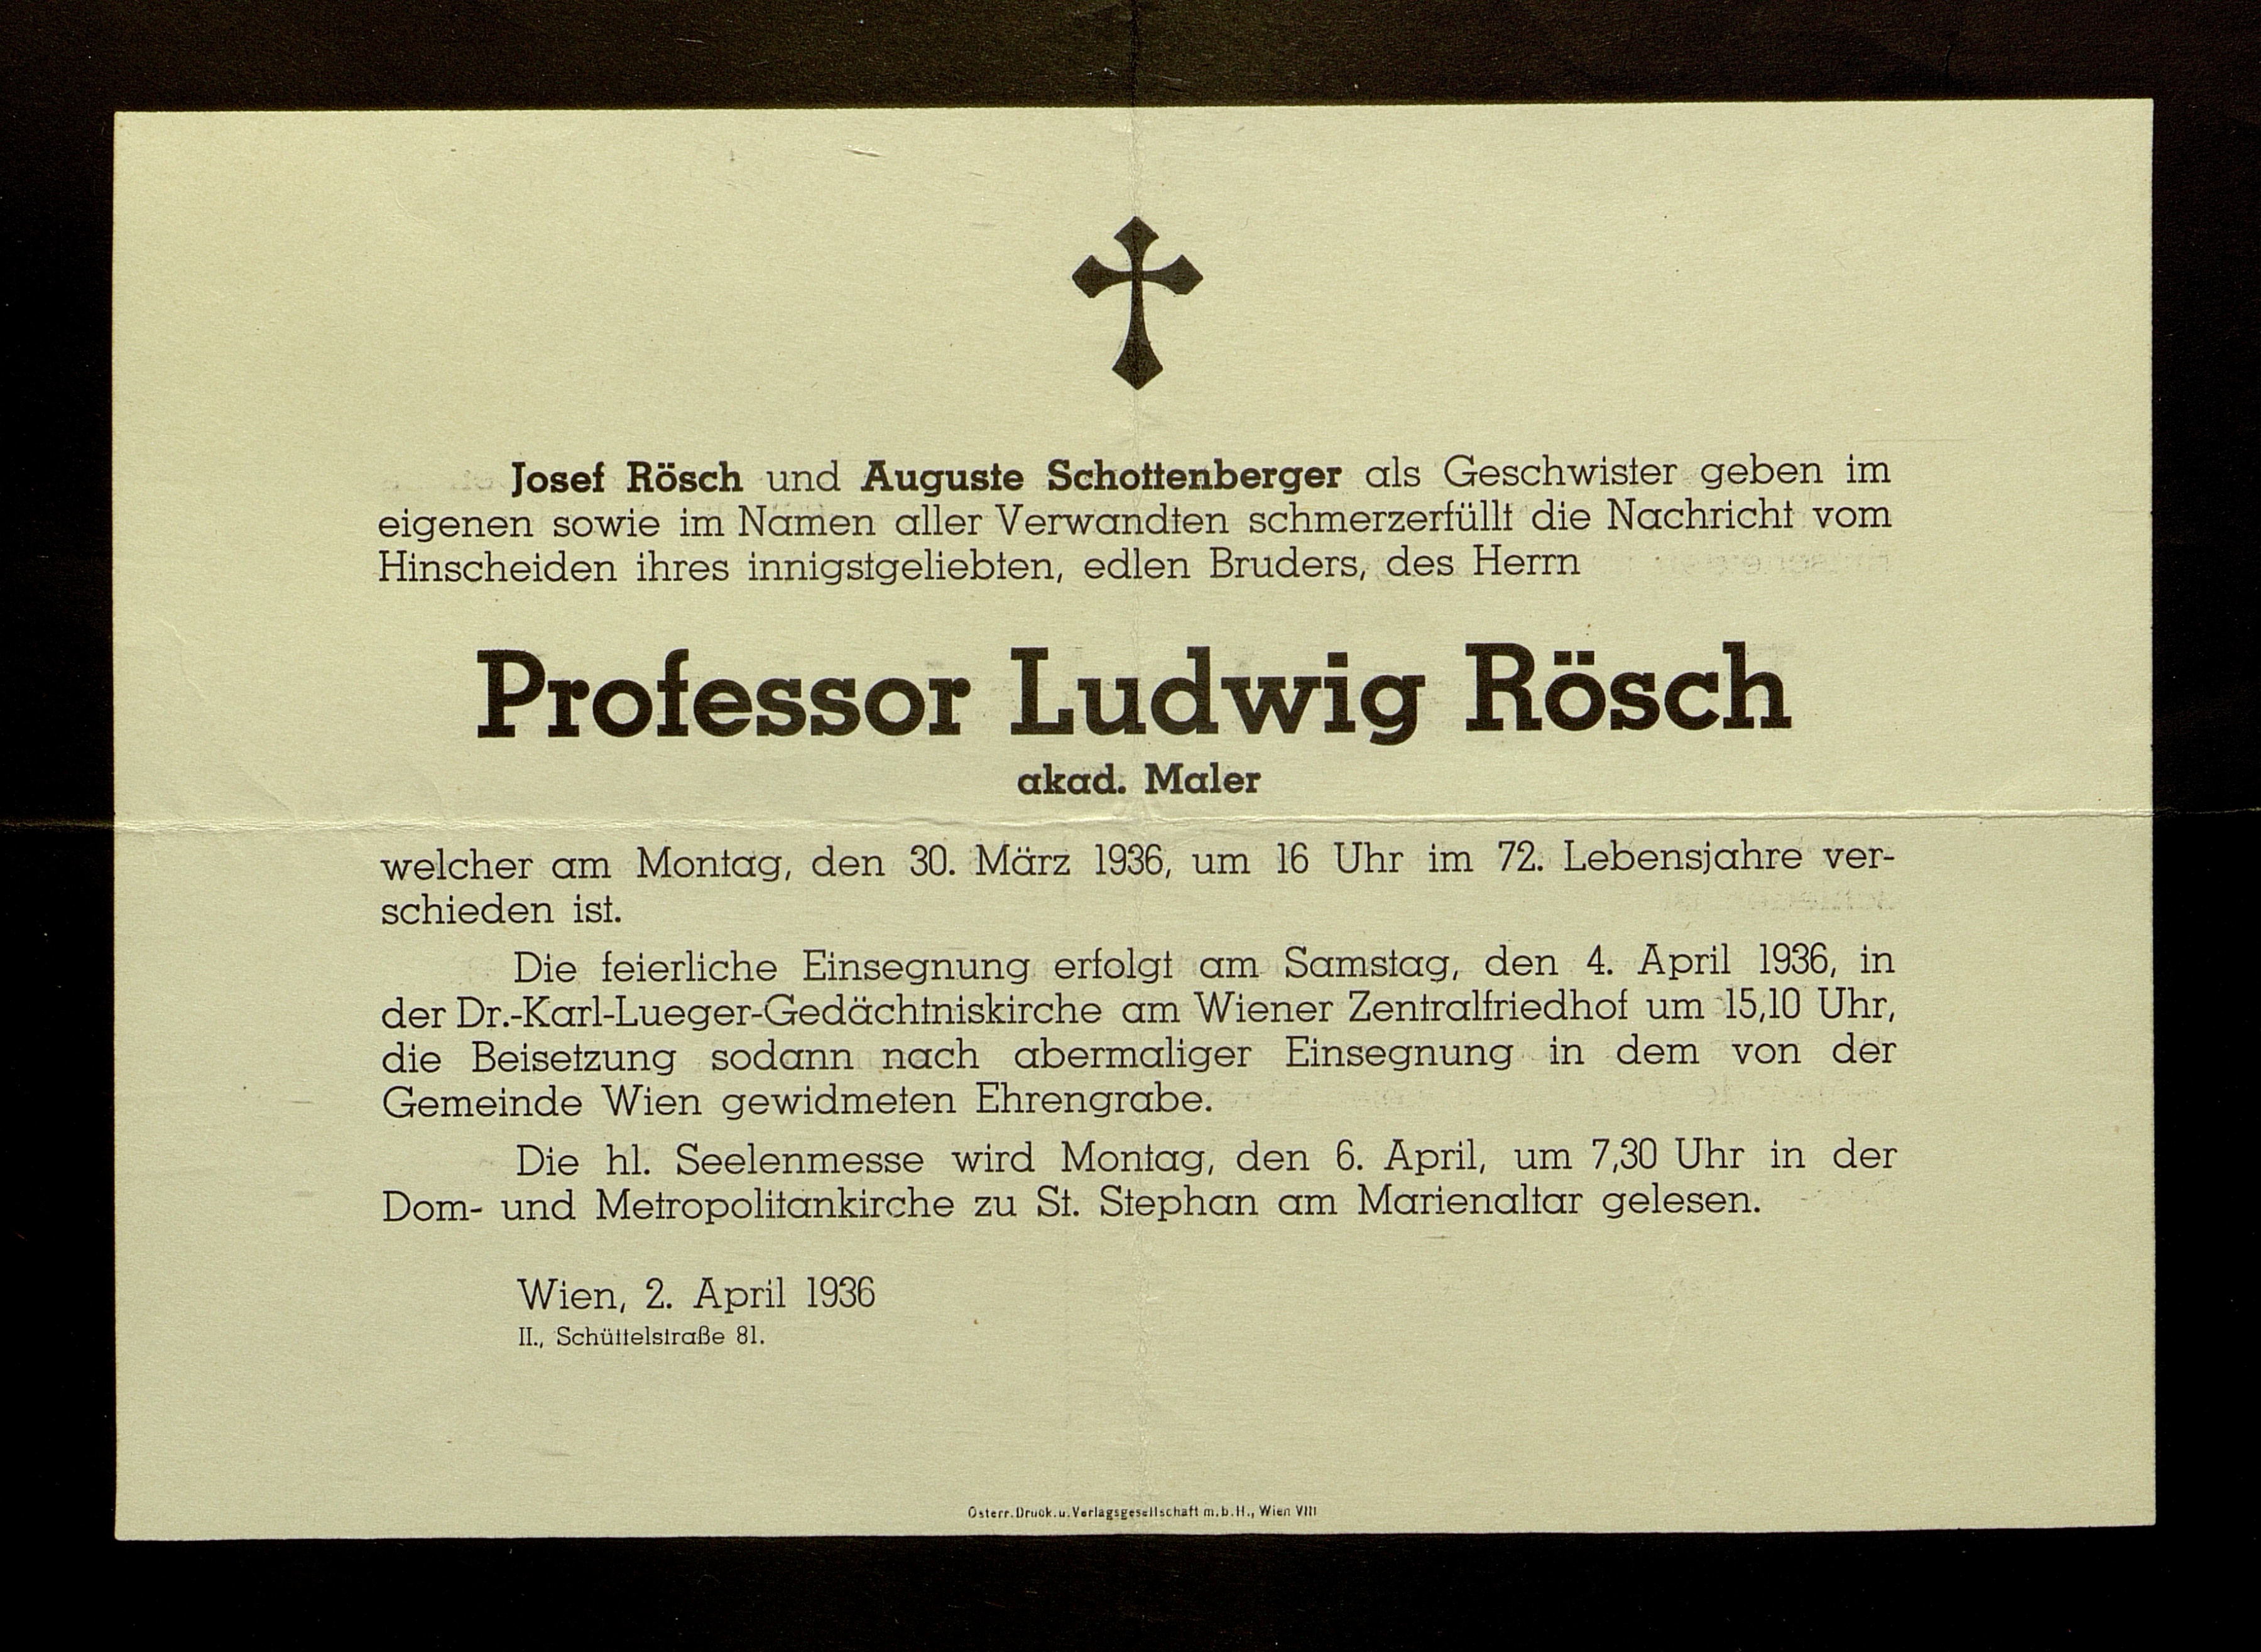 Josef Rösch und Auguste Schottenberger als Geschwister geben im
eigenen sowie im Namen aller Verwandten schmerzerfüllt die Nachricht vom
Hinscheiden ihres innigstgeliebten, edlen Bruders, des Herrn
Professor Ludwig Rösch
akad. Maler
welcher am Montag, den 30. März 1936, um 16 Uhr im 72. Lebensjahre ver-
schieden ist.
Die feierliche Einsegnung erfolgt am Samstag, den 4. April 1936, in
der Dr.-Karl-Lueger-Gedächtniskirche am Wiener Zentralfriedhof um 15,10 Uhr,
die Beisetzung sodann nach abermaliger Einsegnung in dem von der
Gemeinde Wien gewidmeten Ehrengrabe.
Die hl. Seelenmesse wird Montag, den 6. April, um 7,30 Uhr in der
Dom- und Metropolitankirche zu St. Stephan am Marienaltar gelesen.
Wien, 2. April 1936
II., Schüttelstraße 81.
Österr. Druck. u. Verlagsgesellschaft m. b. H., Wien VIII